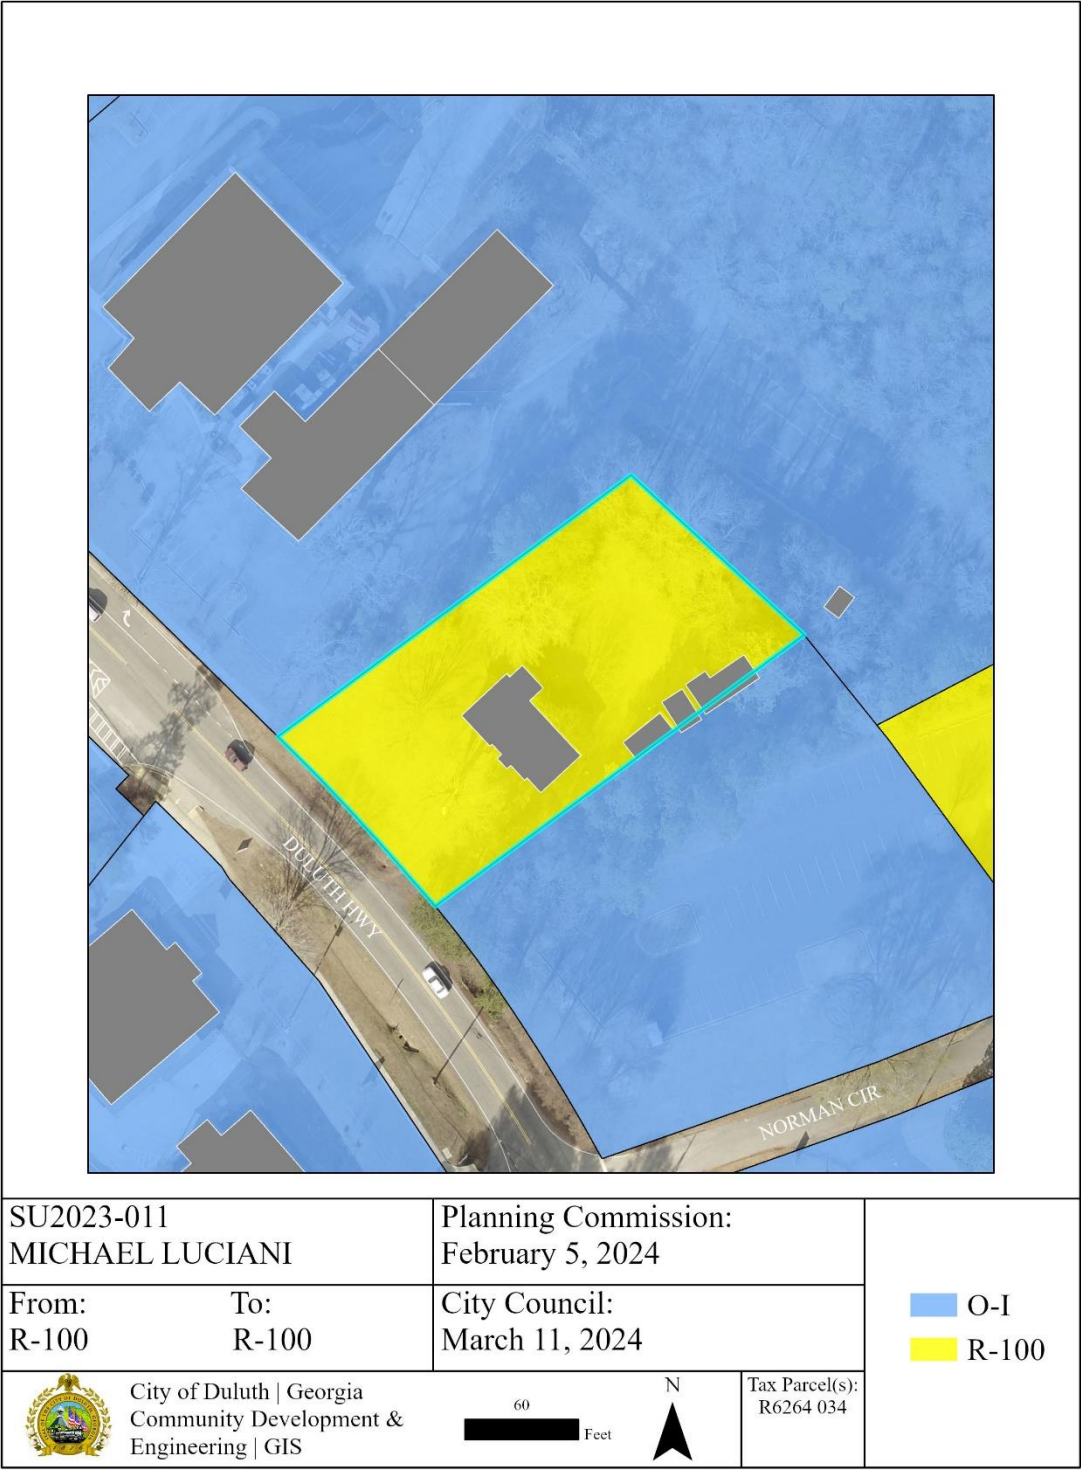 DULUTH HWY
NORMAN CIR
SU2023-011
MICHAEL LUCIANI
Planning Commission:
February 5, 2024
From: To:
R-100 R-100
City Council:
March 11, 2024
O-I
R-100
City of Duluth | Georgia
Community Development &
Engineering | GIS
60
Feet
N
Tax Parcel(s):
R6264 034